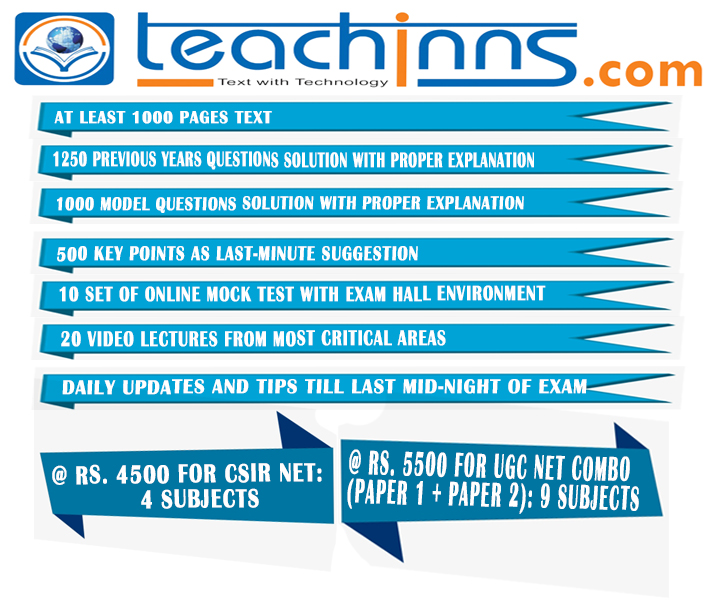 teachinns.com
Text with Technology
AT LEAST 1000 PAGES TEXT
1250 PREVIOUS YEARS QUESTIONS SOLUTION WITH PROPER EXPLANATION
1000 MODEL QUESTIONS SOLUTION WITH PROPER EXPLANATION
500 KEY POINTS AS LAST-MINUTE SUGGESTION
10 SET OF ONLINE MOCK TEST WITH EXAM HALL ENVIRONMENT
20 VIDEO LECTURES FROM MOST CRITICAL AREAS
DAILY UPDATES AND TIPS TILL LAST MID-NIGHT OF EXAM
@ RS. 4500 FOR CSIR NET:
4 SUBJECTS
@ RS. 5500 FOR UGC NET COMBO
(PAPER 1 + PAPER 2): 9 SUBJECTS